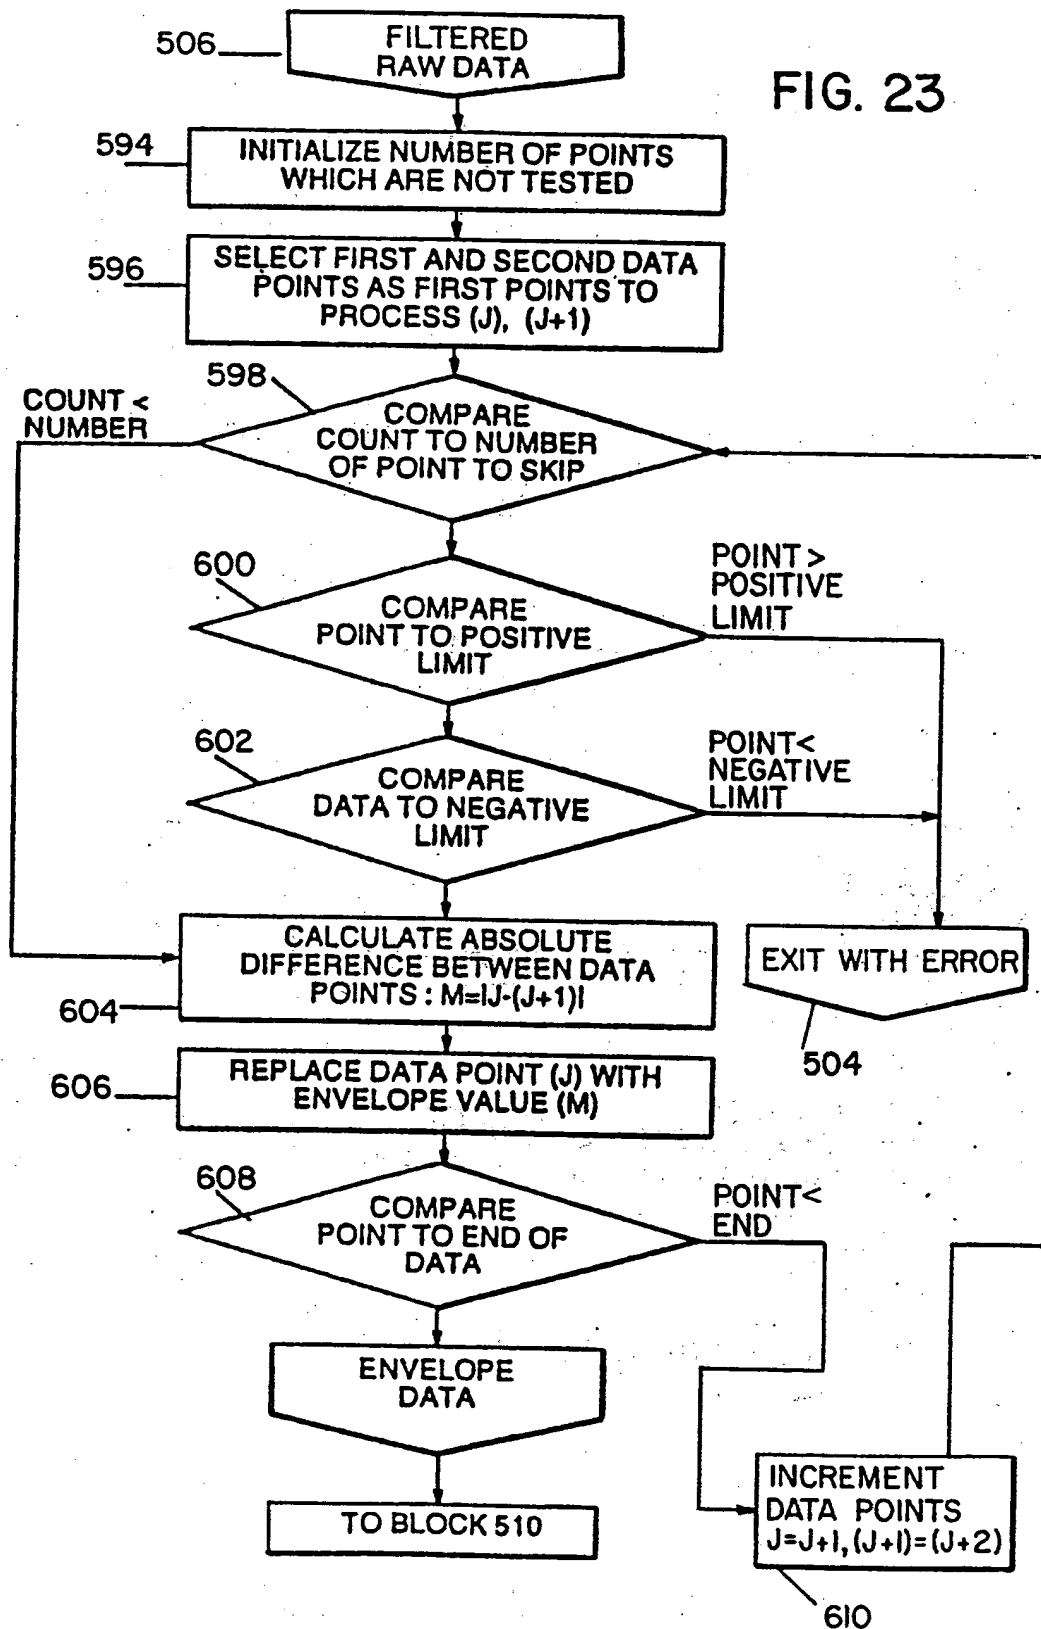 FIG. 23
506
FILTERED
RAW DATA
594
INITIALIZE NUMBER OF POINTS
WHICH ARE NOT TESTED
596
SELECT FIRST AND SECOND DATA
POINTS AS FIRST POINTS TO
PROCESS (J), (J+1)
598
COUNT <
NUMBER
COMPARE
COUNT TO NUMBER
OF POINT TO SKIP
600
COMPARE
POINT TO POSITIVE
LIMIT
POINT >
POSITIVE
LIMIT
602
COMPARE
DATA TO NEGATIVE
LIMIT
POINT<
NEGATIVE
LIMIT
EXIT WITH ERROR
504
604
CALCULATE ABSOLUTE
DIFFERENCE BETWEEN DATA
POINTS : M=|J-(J+1)|
606
REPLACE DATA POINT (J) WITH
ENVELOPE VALUE (M)
608
COMPARE
POINT TO END OF
DATA
POINT<
END
ENVELOPE
DATA
TO BLOCK 510
INCREMENT
DATA POINTS
J=J+1, (J+1)=(J+2)
610